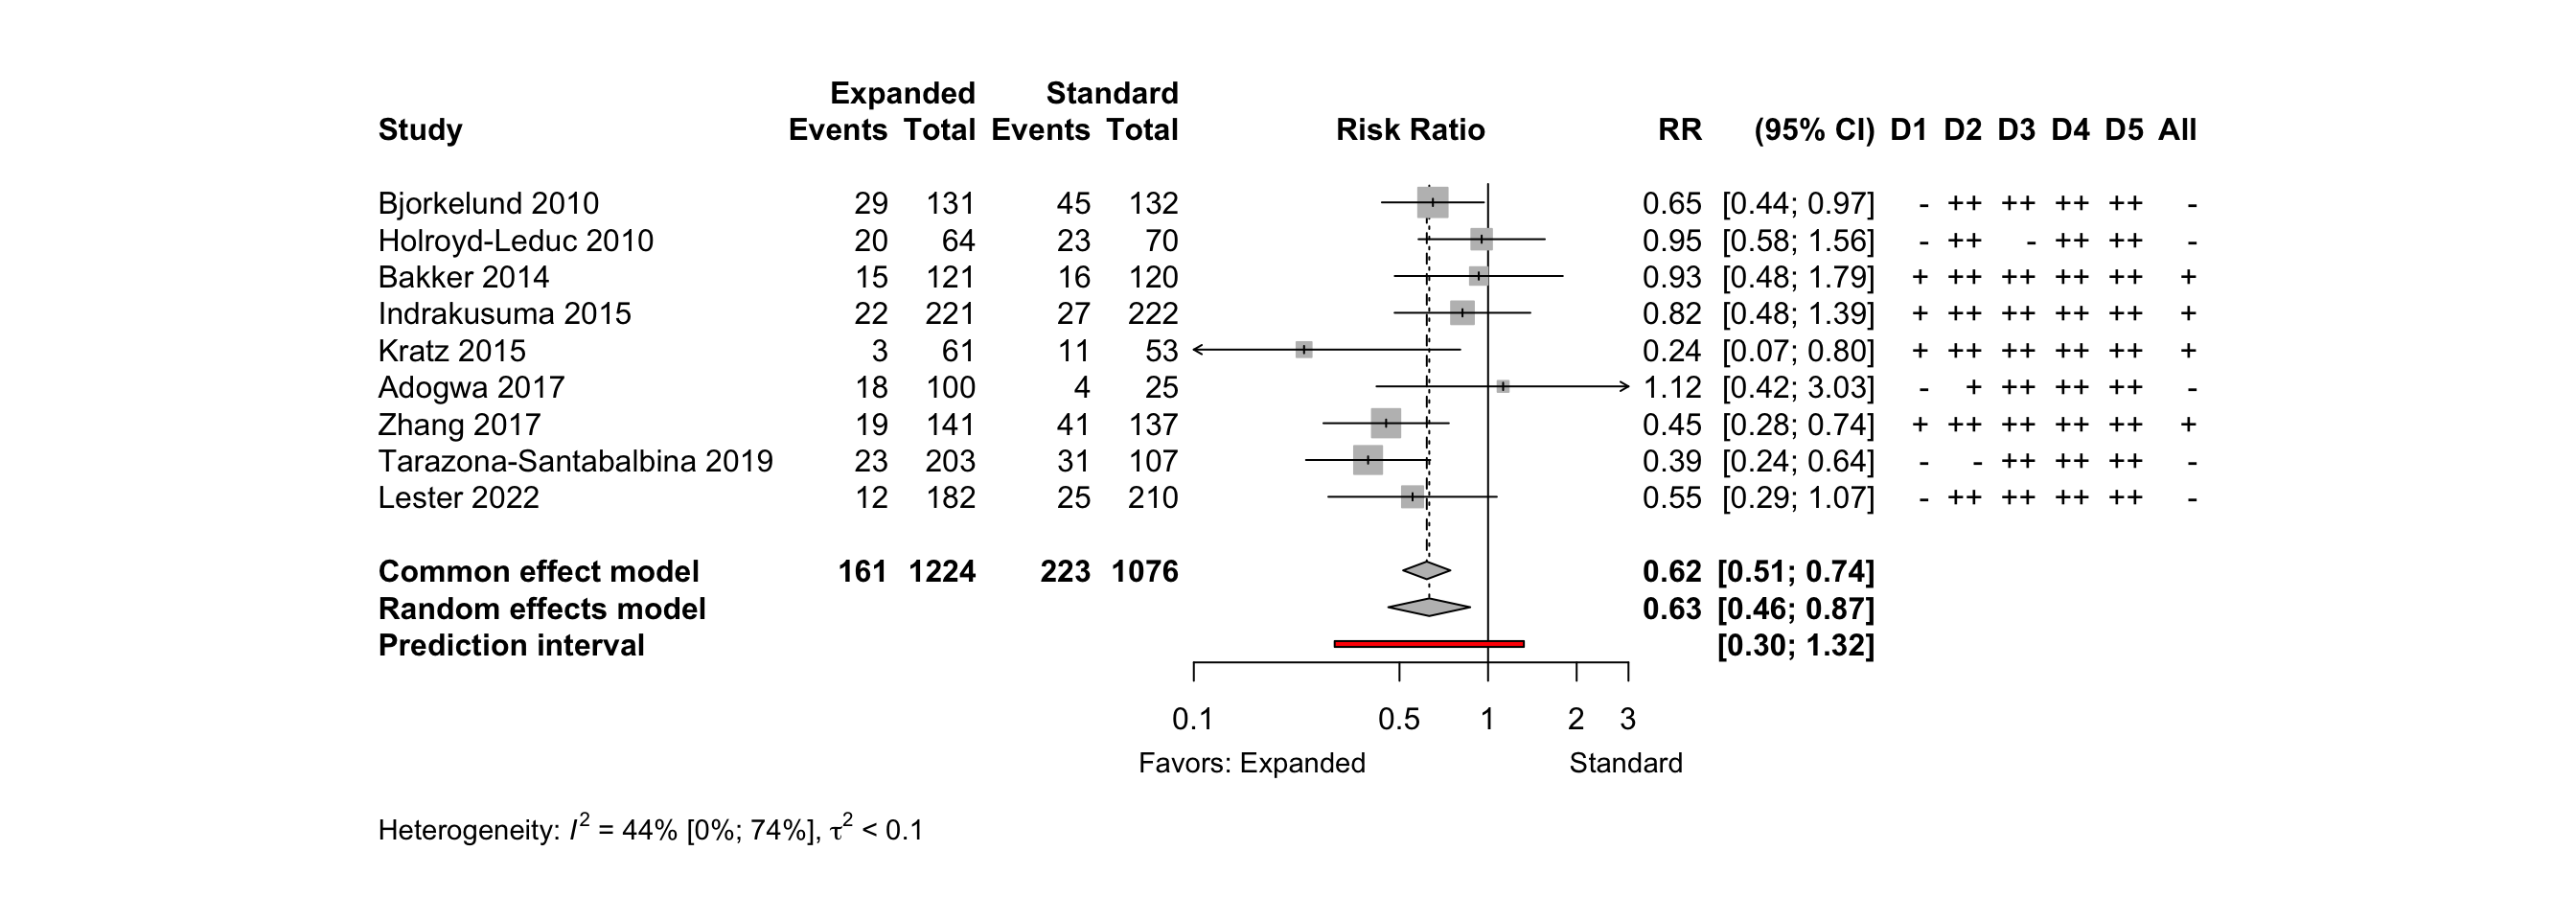 Expanded Standard
Study Events Total Events Total Risk Ratio RR (95% CI) D1 D2 D3 D4 D5 All
Bjorkelund 2010 29 131 45 132 0.65 [0.44; 0.97] - ++ ++ ++ ++ -
Holroyd-Leduc 2010 20 64 23 70 0.95 [0.58; 1.56] - ++ - ++ ++ -
Bakker 2014 15 121 16 120 0.93 [0.48; 1.79] + ++ ++ ++ ++ +
Indrakusuma 2015 22 221 27 222 0.82 [0.48; 1.39] + ++ ++ ++ ++ +
Kratz 2015 3 61 11 53 0.24 [0.07; 0.80] + ++ ++ ++ ++ +
Adogwa 2017 18 100 4 25 1.12 [0.42; 3.03] - + ++ ++ ++ -
Zhang 2017 19 141 41 137 0.45 [0.28; 0.74] + ++ ++ ++ ++ +
Tarazona-Santabalbina 2019 23 203 31 107 0.39 [0.24; 0.64] - - ++ ++ ++ -
Lester 2022 12 182 25 210 0.55 [0.29; 1.07] - ++ ++ ++ ++ -
Common effect model 161 1224 223 1076 0.62 [0.51; 0.74]
Random effects model 0.63 [0.46; 0.87]
Prediction interval [0.30; 1.32]
0.1 0.5 1 2 3
Favors: Expanded Standard
Heterogeneity: I² = 44% [0%; 74%], τ² < 0.1